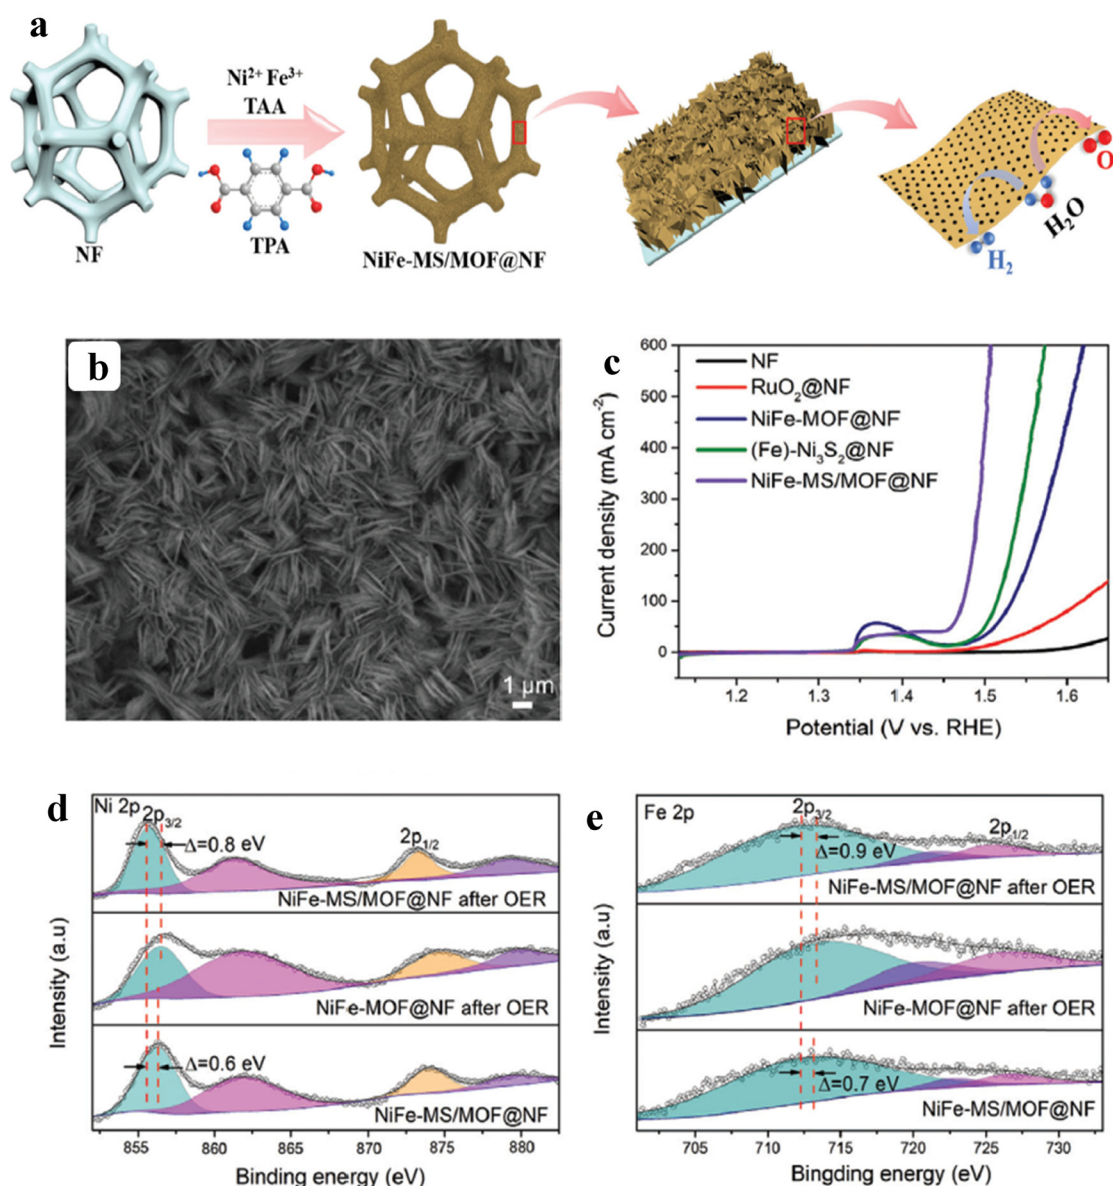 a
Ni²⁺ Fe³⁺
TAA
TPA
NF
NiFe-MS/MOF@NF
O
H₂O
H₂
b
1 μm
c
600
500
400
300
200
100
0
Current density (mA cm⁻²)
NF
RuO₂@NF
NiFe-MOF@NF
(Fe)-Ni₃S₂@NF
NiFe-MS/MOF@NF
1.2 1.3 1.4 1.5 1.6
Potential (V vs. RHE)
d
Ni 2p
2p₃/₂
Δ=0.8 eV
2p₁/₂
NiFe-MS/MOF@NF after OER
NiFe-MOF@NF after OER
Δ=0.6 eV
NiFe-MS/MOF@NF
Intensity (a.u)
855 860 865 870 875 880
Binding energy (eV)
e
Fe 2p
2p₃/₂
2p₁/₂
Δ=0.9 eV
NiFe-MS/MOF@NF after OER
NiFe-MOF@NF after OER
Δ=0.7 eV
NiFe-MS/MOF@NF
Intensity (a.u)
705 710 715 720 725 730
Bingding energy (eV)